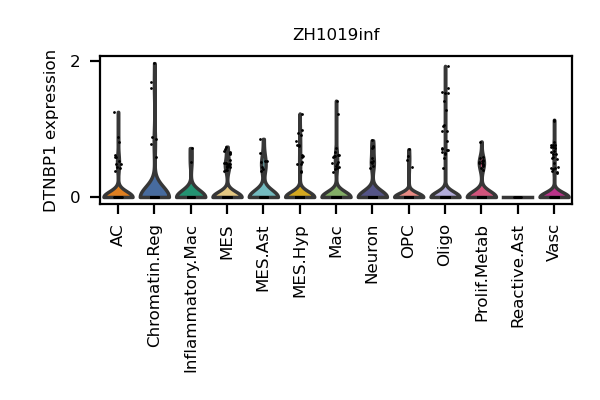 ZH1019inf
DTNBP1 expression
2
0
AC
Chromatin.Reg
Inflammatory.Mac
MES
MES.Ast
MES.Hyp
Mac
Neuron
OPC
Oligo
Prolif.Metab
Reactive.Ast
Vasc